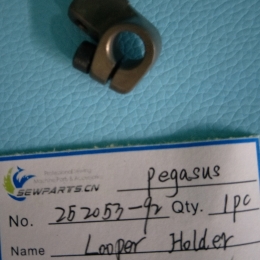 SEWPARTS.CN
Pegasus
No. 252053-92 Qty. 1pc
Name Looper Holder